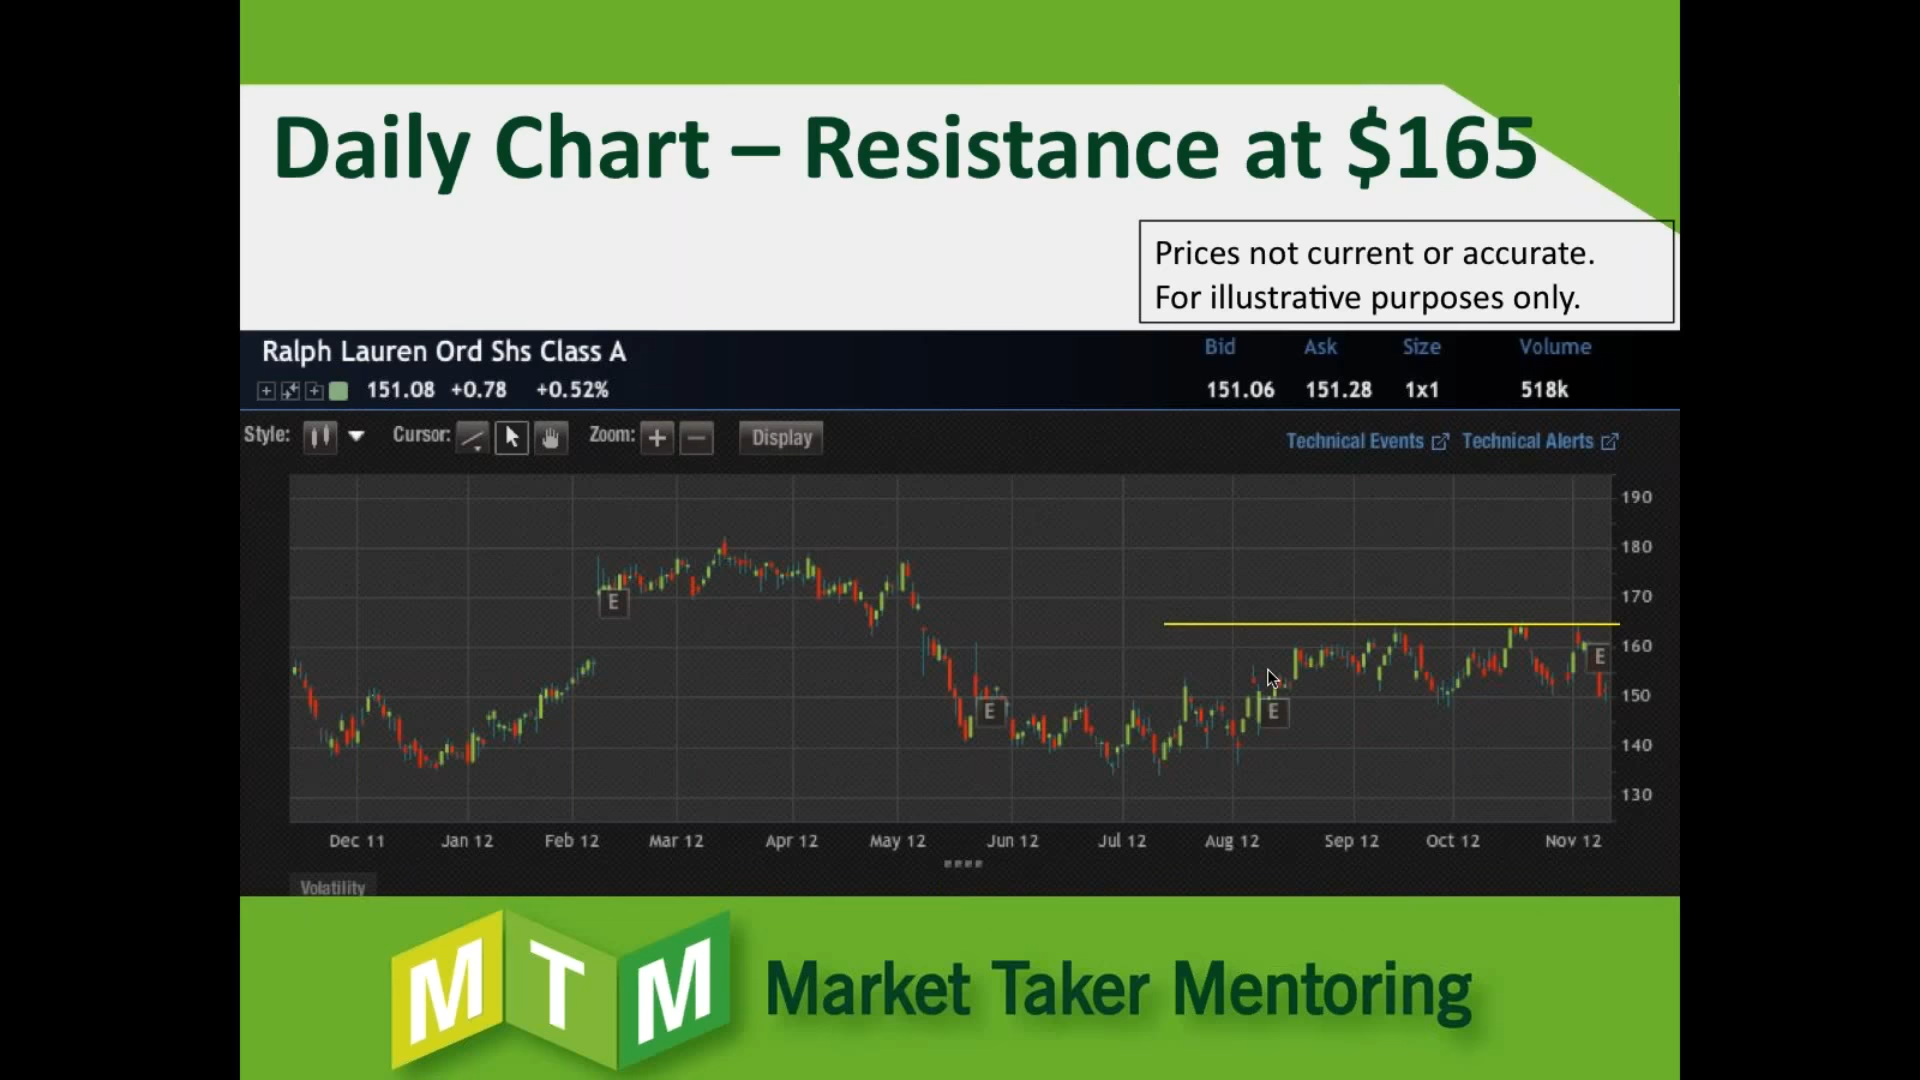 Daily Chart – Resistance at $165
Prices not current or accurate.
For illustrative purposes only.
Ralph Lauren Ord Shs Class A
Bid Ask Size Volume
151.08 +0.78 +0.52%
151.06 151.28 1x1 518k
Style: Cursor: Zoom: Display
Technical Events Technical Alerts
190
180
170
160
150
140
130
E
E
E
E
Dec 11 Jan 12 Feb 12 Mar 12 Apr 12 May 12 Jun 12 Jul 12 Aug 12 Sep 12 Oct 12 Nov 12
Volatility
MTM Market Taker Mentoring